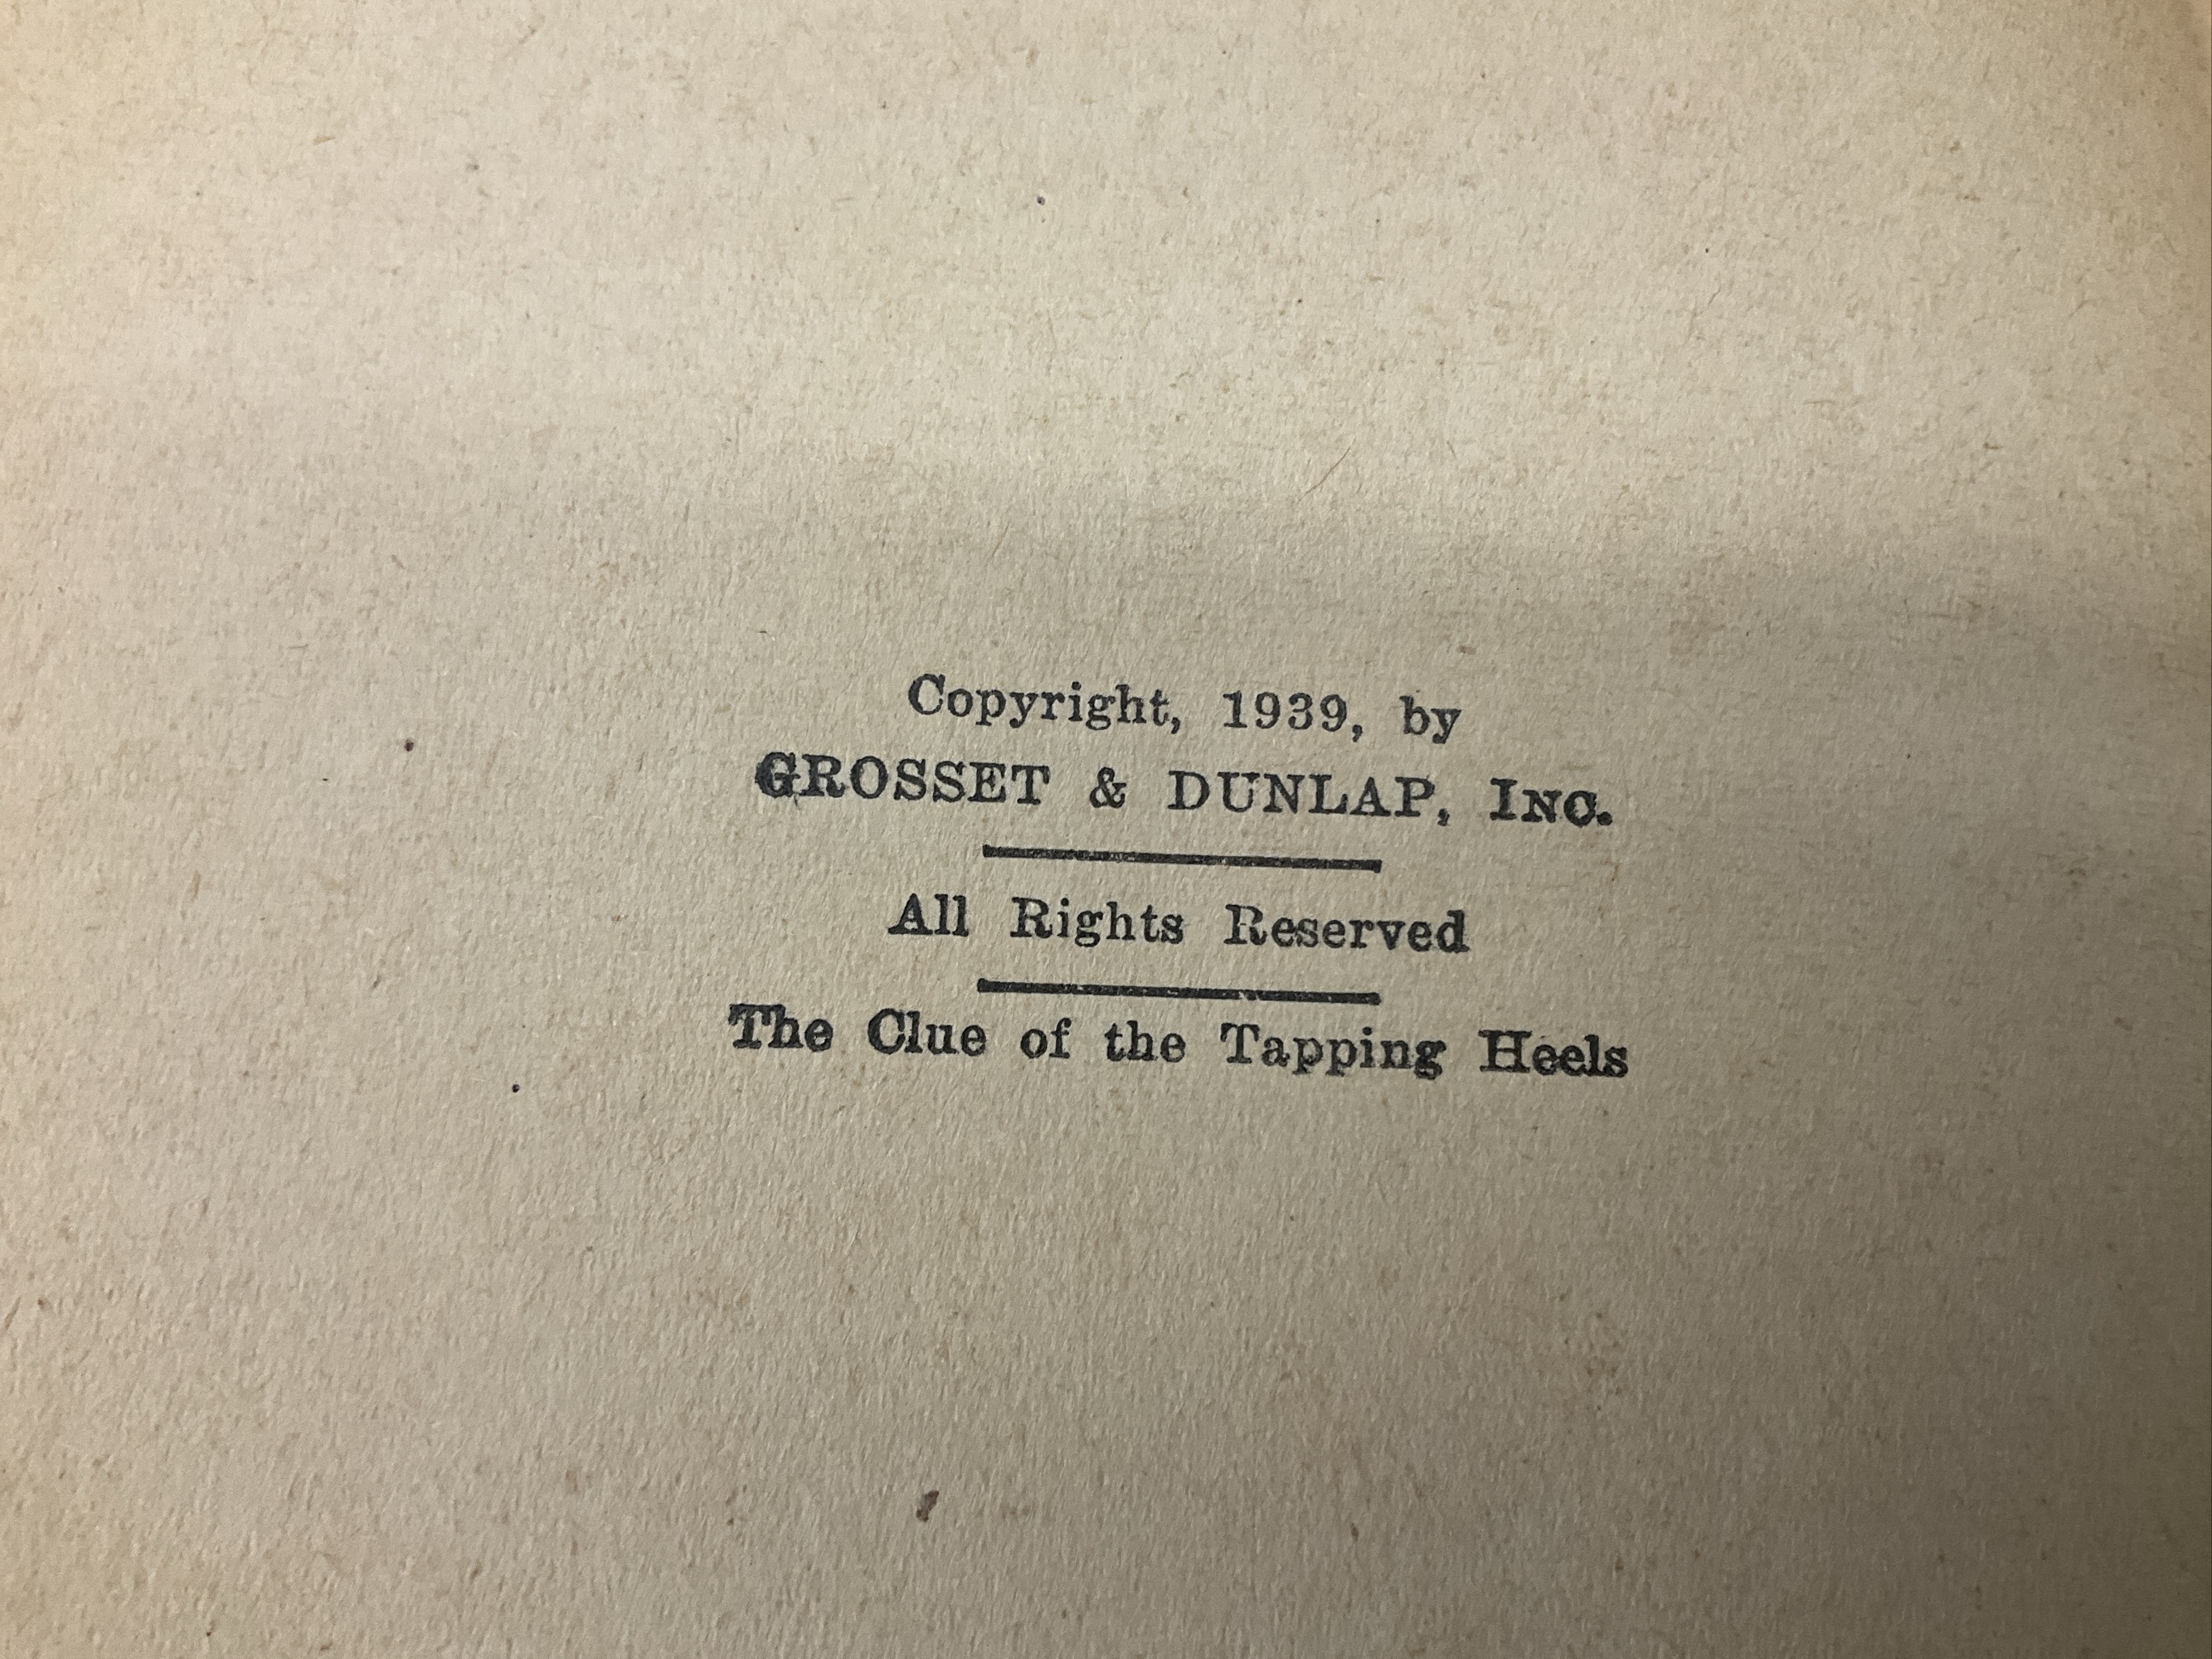 Copyright, 1939, by
GROSSET & DUNLAP, INC.
All Rights Reserved
The Clue of the Tapping Heels